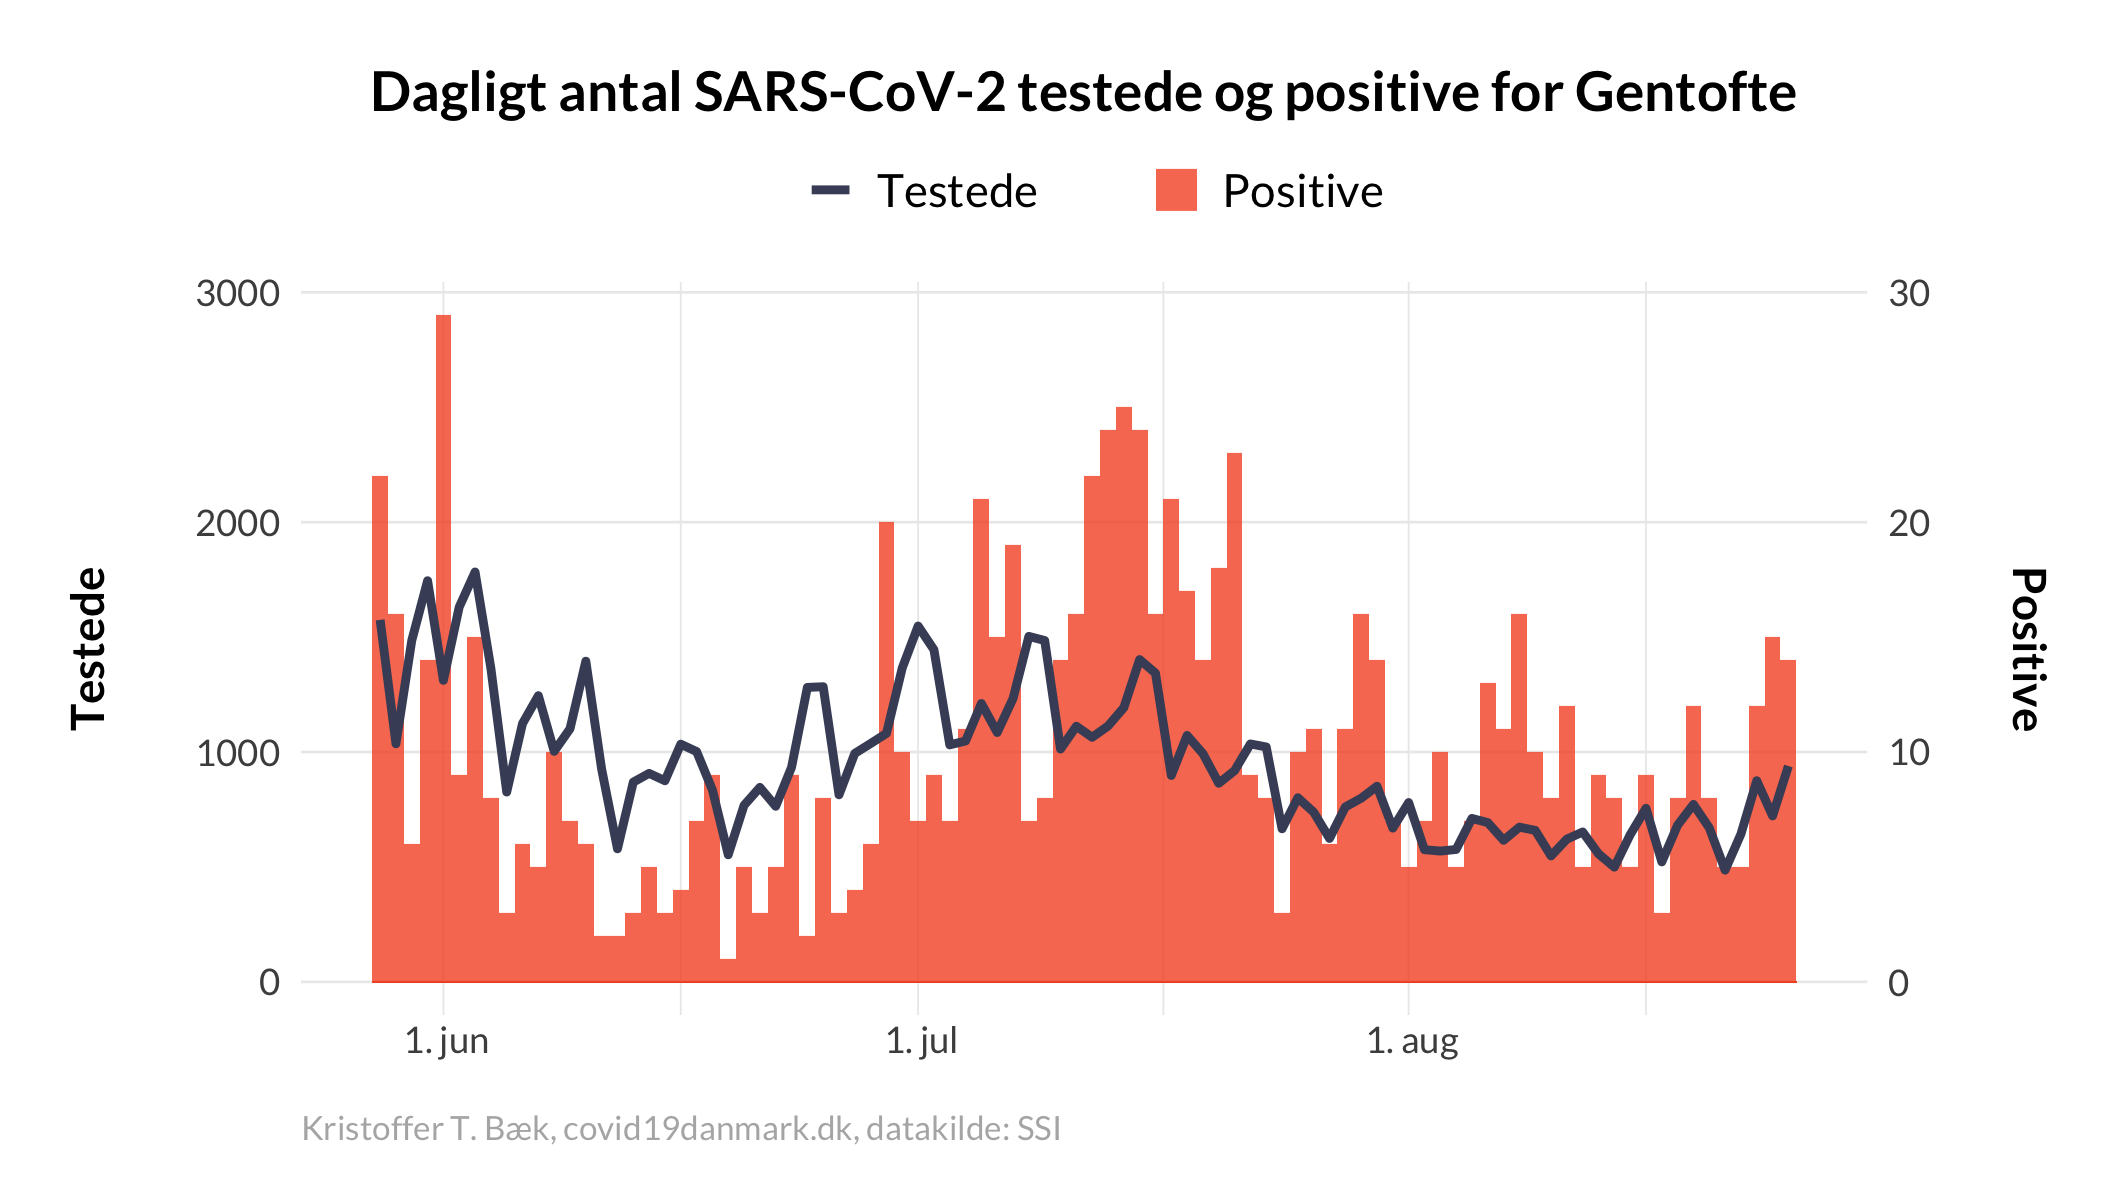 Dagligt antal SARS-CoV-2 testede og positive for Gentofte
Testede
Positive
3000
2000
1000
0
30
20
10
0
Testede
Positive
1. jun
1. jul
1. aug
Kristoffer T. Bæk, covid19danmark.dk, datakilde: SSI